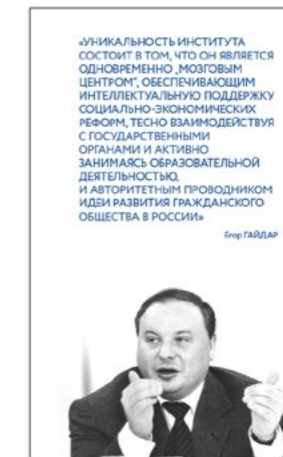 «УНИКАЛЬНОСТЬ ИНСТИТУТА
СОСТОИТ В ТОМ, ЧТО ОН ЯВЛЯЕТСЯ
ОДНОВРЕМЕННО „МОЗГОВЫМ
ЦЕНТРОМ“, ОБЕСПЕЧИВАЮЩИМ
ИНТЕЛЛЕКТУАЛЬНУЮ ПОДДЕРЖКУ
СОЦИАЛЬНО-ЭКОНОМИЧЕСКИХ
РЕФОРМ, ТЕСНО ВЗАИМОДЕЙСТВУЯ
С ГОСУДАРСТВЕННЫМИ
ОРГАНАМИ И АКТИВНО
ЗАНИМАЯСЬ ОБРАЗОВАТЕЛЬНОЙ
ДЕЯТЕЛЬНОСТЬЮ,
И АВТОРИТЕТНЫМ ПРОВОДНИКОМ
ИДЕИ РАЗВИТИЯ ГРАЖДАНСКОГО
ОБЩЕСТВА В РОССИИ»
Егор ГАЙДАР